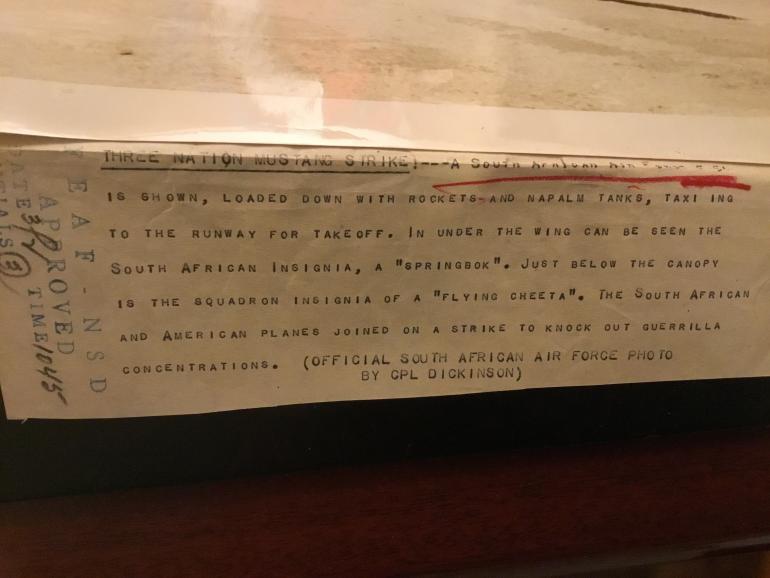 THREE NATION MUSTANG STRIKE!---A SOUTH AFRICAN
IS SHOWN, LOADED DOWN WITH ROCKETS AND NAPALM TANKS, TAXI ING
TO THE RUNWAY FOR TAKEOFF. IN UNDER THE WING CAN BE SEEN THE
SOUTH AFRICAN INSIGNIA, A "SPRINGBOK". JUST BELOW THE CANOPY
IS THE SQUADRON INSIGNIA OF A "FLYING CHEETA". THE SOUTH AFRICAN
AND AMERICAN PLANES JOINED ON A STRIKE TO KNOCK OUT GUERRILLA
CONCENTRATIONS. (OFFICIAL SOUTH AFRICAN AIR FORCE PHOTO
BY CPL DICKINSON)
EAF-NSD
APPROVED
TIME 1045